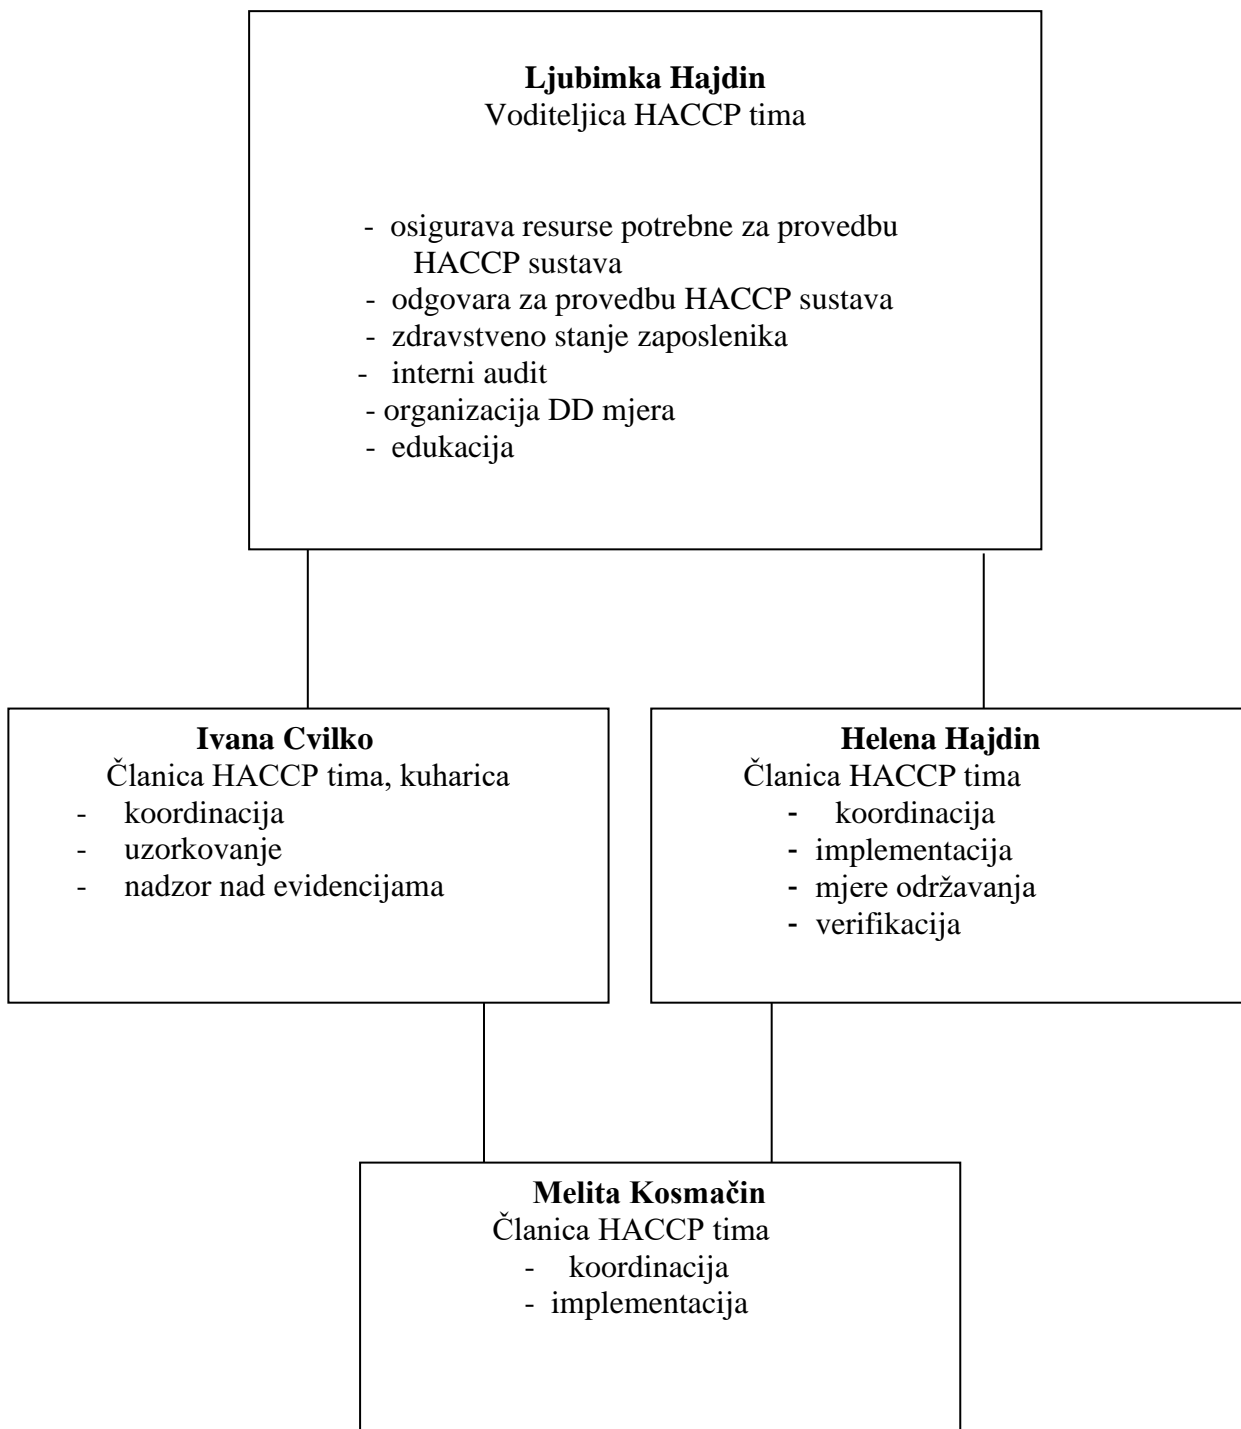 Ljubimka Hajdin
Voditeljica HACCP tima
- osigurava resurse potrebne za provedbu
HACCP sustava
- odgovara za provedbu HACCP sustava
- zdravstveno stanje zaposlenika
- interni audit
- organizacija DD mjera
- edukacija
Ivana Cvilko
Članica HACCP tima, kuharica
- koordinacija
- uzorkovanje
- nadzor nad evidencijama
Helena Hajdin
Članica HACCP tima
- koordinacija
- implementacija
- mjere održavanja
- verifikacija
Melita Kosmačin
Članica HACCP tima
- koordinacija
- implementacija